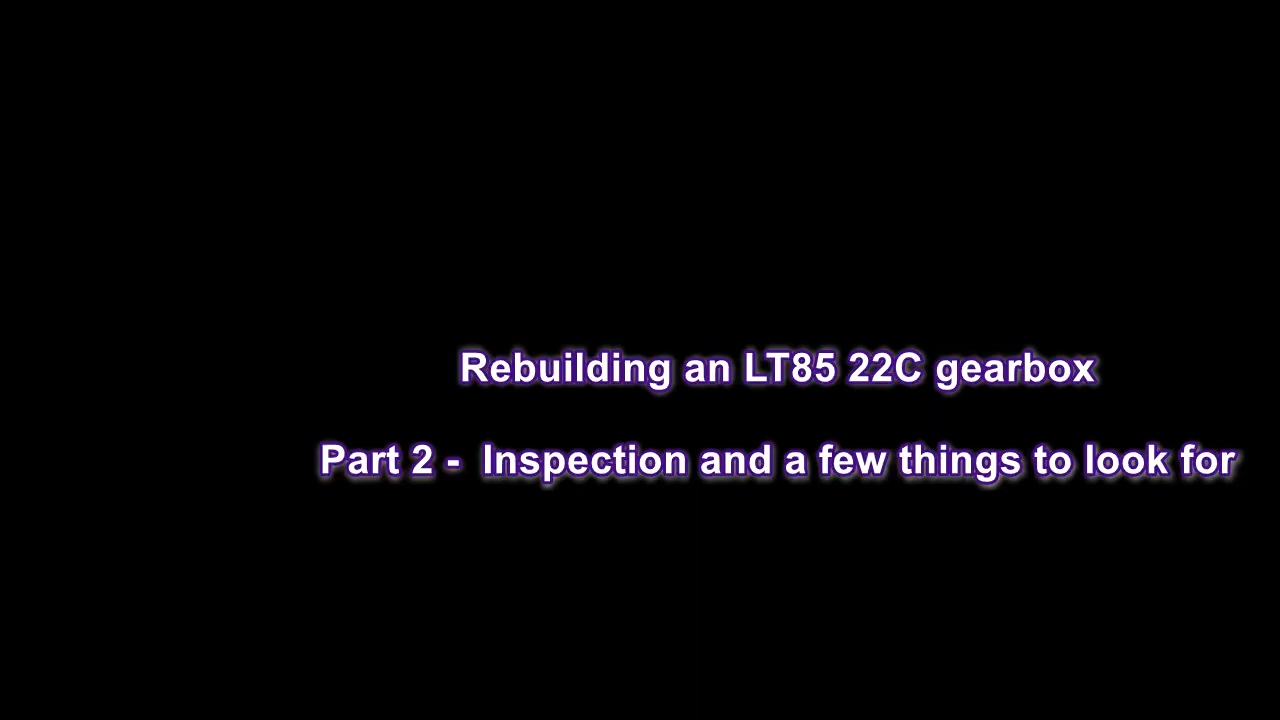 Rebuilding an LT85 22C gearbox
Part 2 - Inspection and a few things to look for